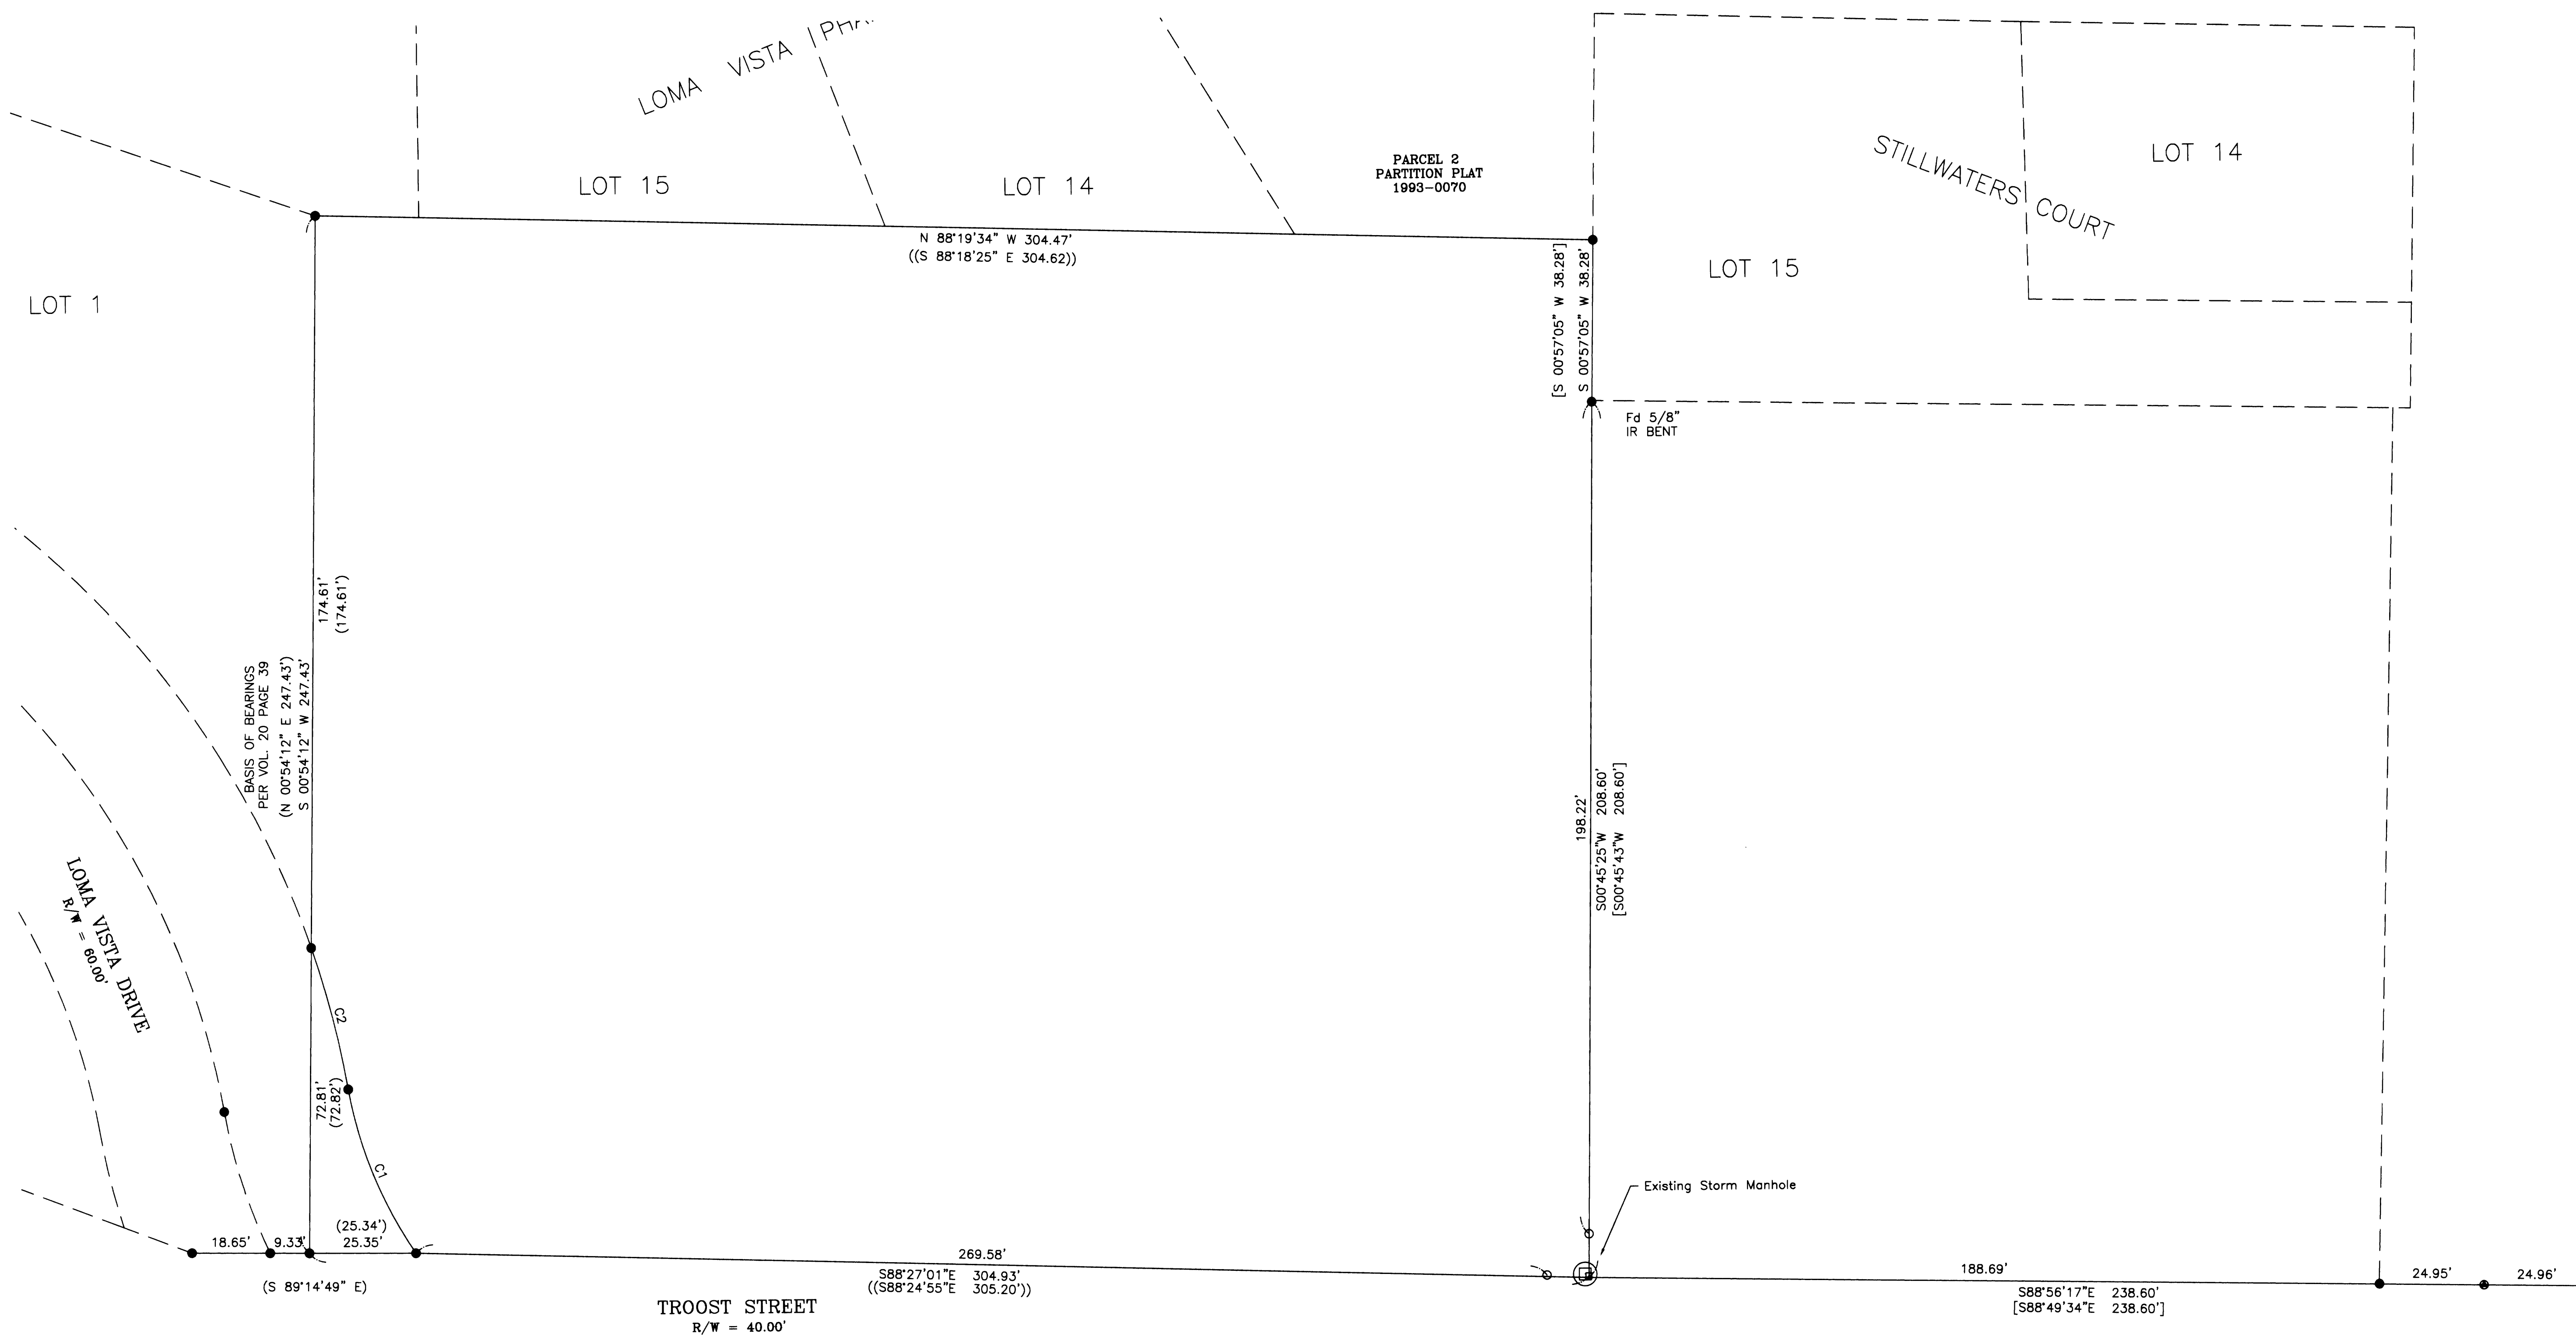 LOMA VISTA
LOT 15
LOT 14
PARCEL 2
PARTITION PLAT
1993-0070
STILLWATERS COURT
LOT 14
LOT 15
LOT 1
N 88°19'34" W 304.47'
((S 88°18'25" E 304.62))
[S 00°57'05" W 38.28']
S 00°57'05" W 38.28'
Fd 5/8"
IR BENT
174.61'
(174.61')
BASIS OF BEARINGS
PER VOL. 20 PAGE 39
(N 00°54'12" E 247.43')
S 00°54'12" W 247.43'
198.22'
S00°45'25"W 208.60'
[S00°45'43"W 208.60']
LOMA VISTA DRIVE
R/W = 60.00'
C2
72.81'
(72.82')
C1
Existing Storm Manhole
18.65'
9.33'
(25.34')
25.35'
(S 89°14'49" E)
269.58'
S88°27'01"E 304.93'
((S88°24'55"E 305.20'))
TROOST STREET
R/W = 40.00'
188.69'
S88°56'17"E 238.60'
[S88°49'34"E 238.60']
24.95'
24.96'